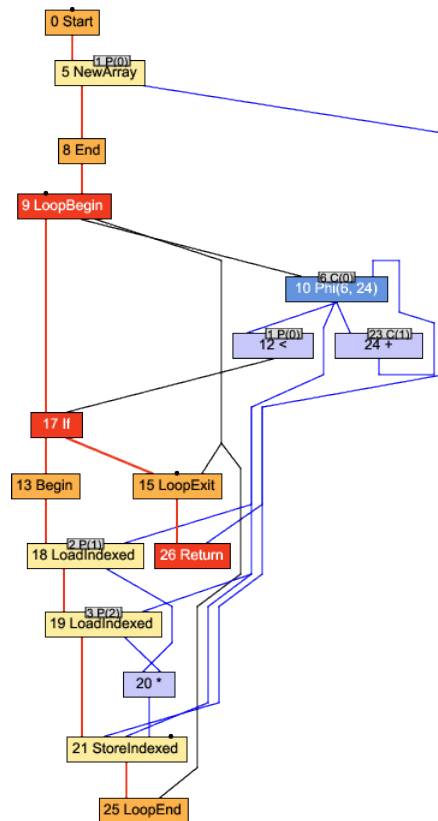 0 Start
1 P(0)
5 NewArray
8 End
9 LoopBegin
6 C(0)
10 Phi(6, 24)
1 P(0)
12 <
23 C(1)
24 +
17 If
13 Begin
15 LoopExit
2 P(1)
18 LoadIndexed
26 Return
3 P(2)
19 LoadIndexed
20 *
21 StoreIndexed
25 LoopEnd